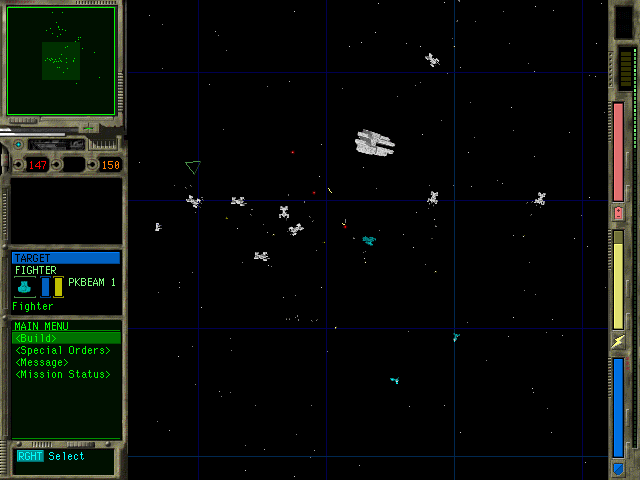 147
150
TARGET
FIGHTER
PKBEAM 1
Fighter
MAIN MENU
<Build>
<Special Orders>
<Message>
<Mission Status>
RGHT Select